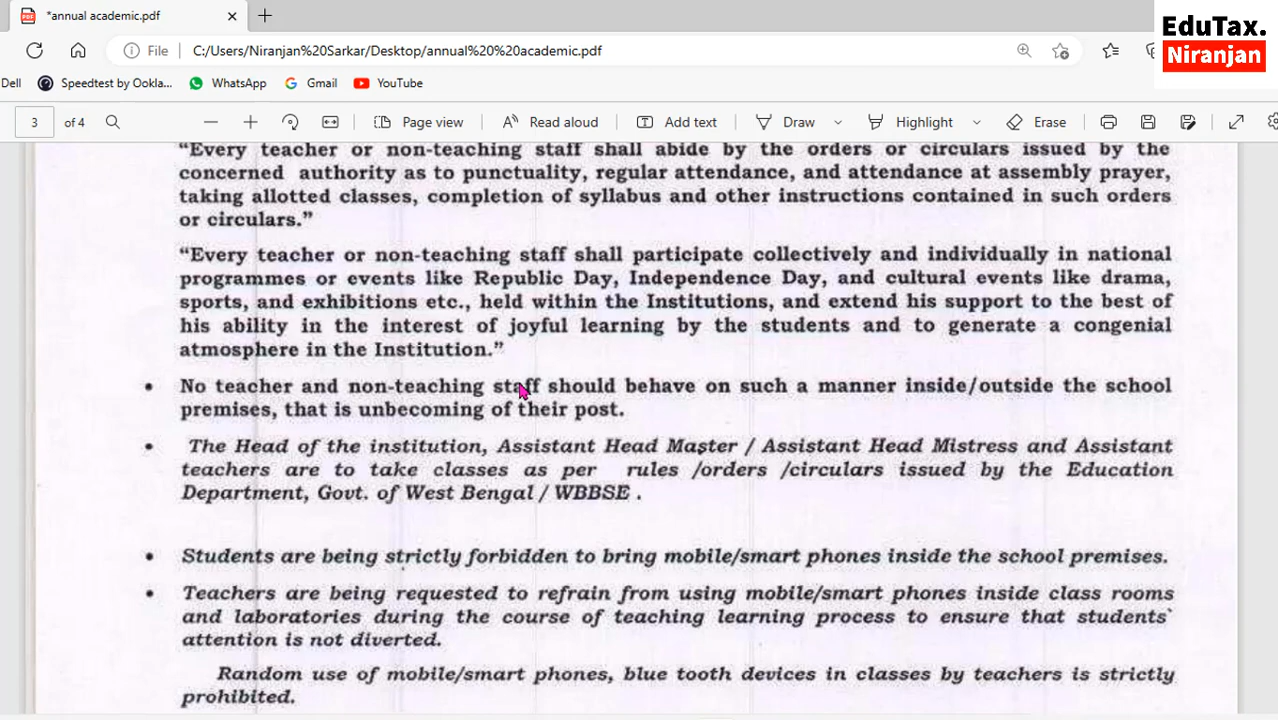 *annual academic.pdf
EduTax.
Niranjan
File C:/Users/Niranjan%20Sarkar/Desktop/annual%20%20academic.pdf
Dell Speedtest by Ookla... WhatsApp Gmail YouTube
3 of 4 Page view Read aloud Add text Draw Highlight Erase
“Every teacher or non-teaching staff shall abide by the orders or circulars issued by the
concerned authority as to punctuality, regular attendance, and attendance at assembly prayer,
taking allotted classes, completion of syllabus and other instructions contained in such orders
or circulars.”
“Every teacher or non-teaching staff shall participate collectively and individually in national
programmes or events like Republic Day, Independence Day, and cultural events like drama,
sports, and exhibitions etc., held within the Institutions, and extend his support to the best of
his ability in the interest of joyful learning by the students and to generate a congenial
atmosphere in the Institution.”
• No teacher and non-teaching staff should behave on such a manner inside/outside the school
premises, that is unbecoming of their post.
• The Head of the institution, Assistant Head Master / Assistant Head Mistress and Assistant
teachers are to take classes as per rules /orders /circulars issued by the Education
Department, Govt. of West Bengal / WBBSE .
• Students are being strictly forbidden to bring mobile/smart phones inside the school premises.
• Teachers are being requested to refrain from using mobile/smart phones inside class rooms
and laboratories during the course of teaching learning process to ensure that students`
attention is not diverted.
Random use of mobile/smart phones, blue tooth devices in classes by teachers is strictly
prohibited.